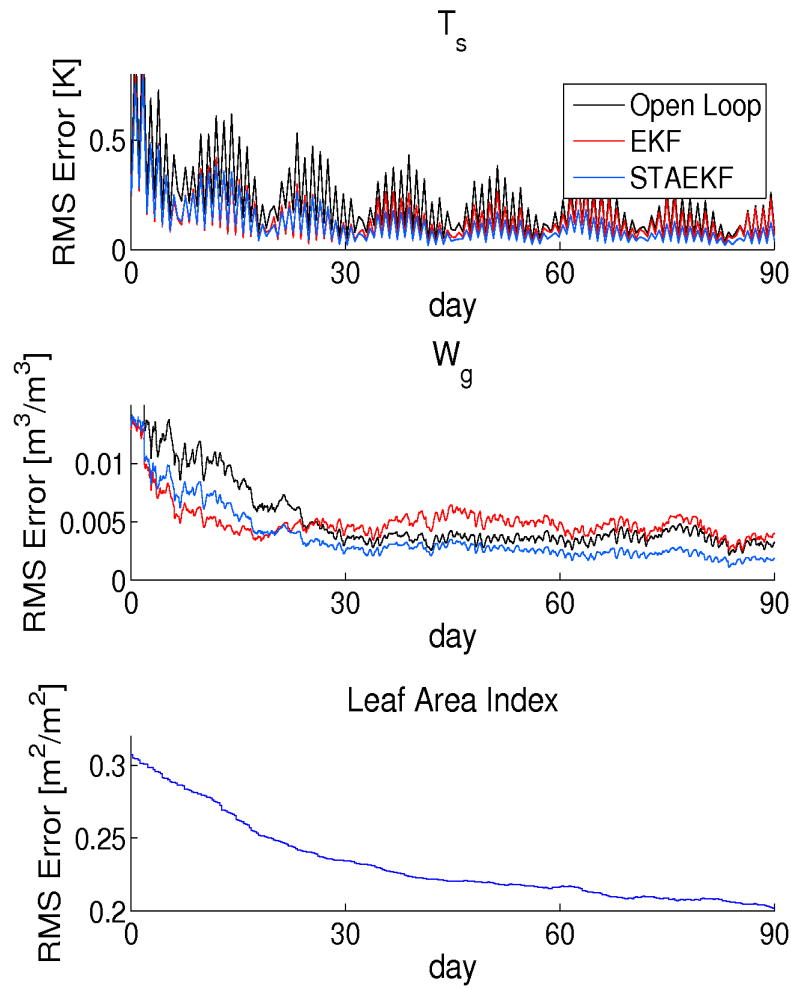 T_s
RMS Error [K]
0.5
0
0 30 60 90
day
Open Loop
EKF
STAEKF
W_g
RMS Error [m^3/m^3]
0.01
0.005
0
0 30 60 90
day
Leaf Area Index
RMS Error [m^2/m^2]
0.3
0.25
0.2
0 30 60 90
day